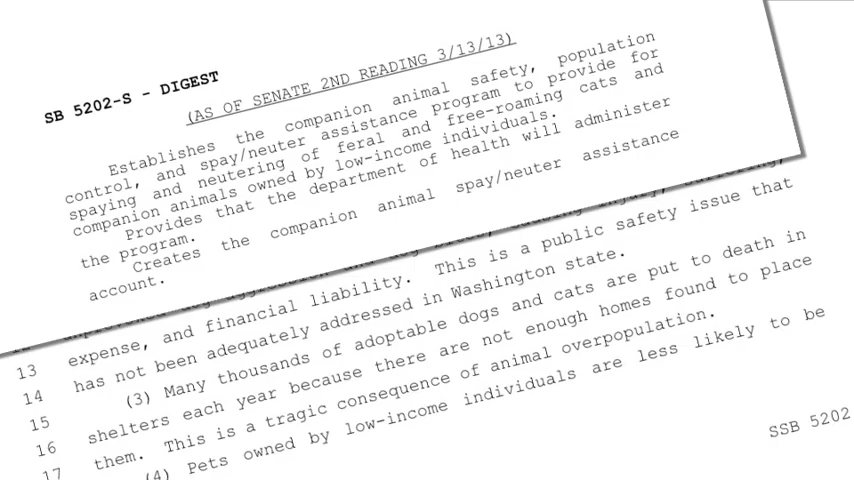 SB 5202-S - DIGEST
(AS OF SENATE 2ND READING 3/13/13)
Establishes the companion animal safety, population
control, and spay/neuter assistance program to provide for
spaying and neutering of feral and free-roaming cats and
companion animals owned by low-income individuals.
Provides that the department of health will administer
the program.
Creates the companion animal spay/neuter assistance
account.
13 expense, and financial liability. This is a public safety issue that
14 has not been adequately addressed in Washington state.
15 (3) Many thousands of adoptable dogs and cats are put to death in
16 shelters each year because there are not enough homes found to place
17 them. This is a tragic consequence of animal overpopulation.
(4) Pets owned by low-income individuals are less likely to be
SSB 5202